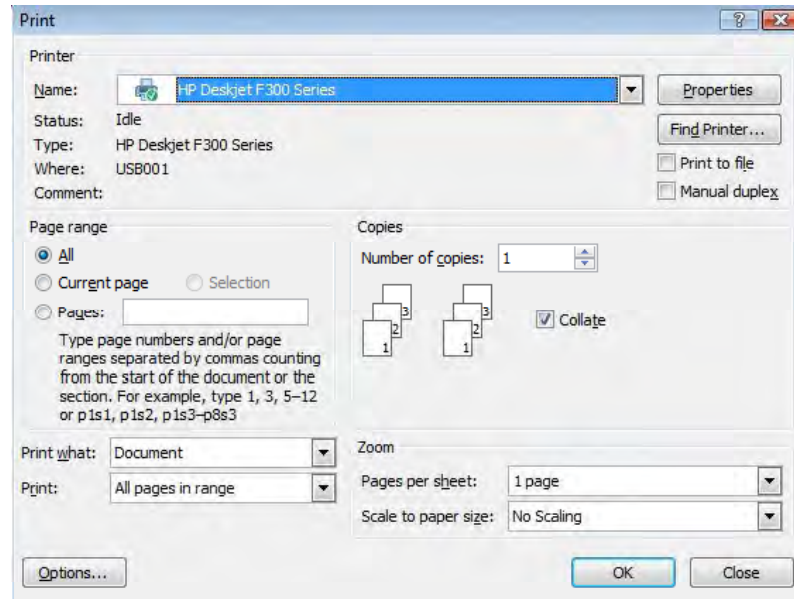 Print
Printer
Name: HP Deskjet F300 Series
Properties
Status: Idle
Find Printer...
Type: HP Deskjet F300 Series
Where: USB001
Print to file
Comment:
Manual duplex
Page range
All
Current page
Selection
Pages:
Type page numbers and/or page
ranges separated by commas counting
from the start of the document or the
section. For example, type 1, 3, 5–12
or p1s1, p1s2, p1s3–p8s3
Copies
Number of copies: 1
3 3
2 2
1 1
Collate
Print what: Document
Print: All pages in range
Zoom
Pages per sheet: 1 page
Scale to paper size: No Scaling
Options...
OK
Close